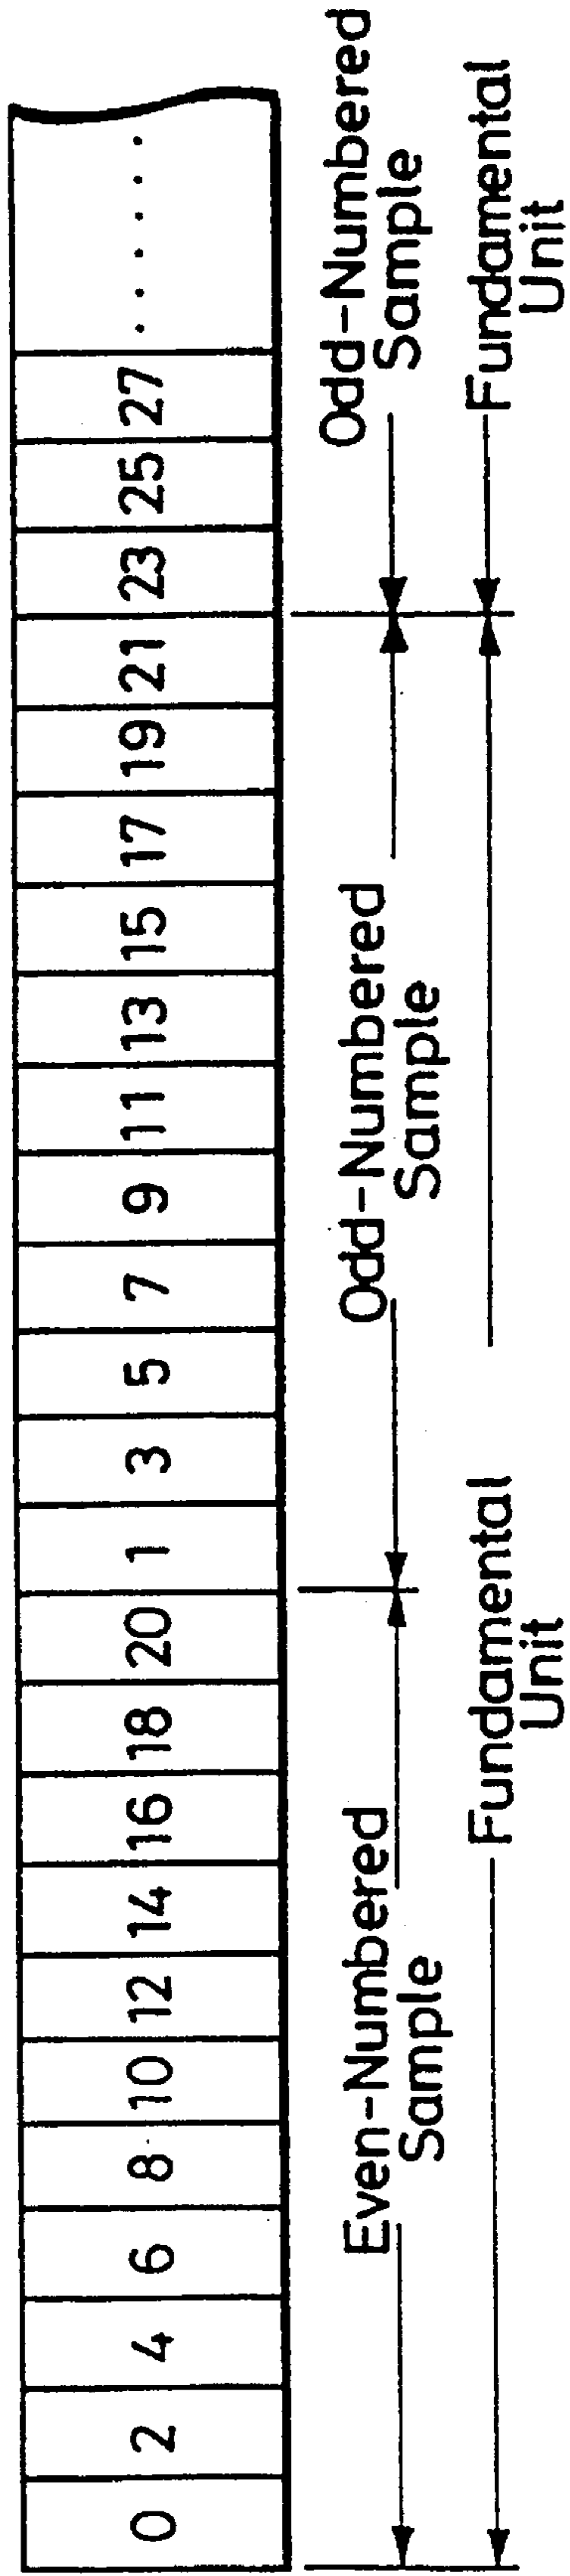 0 2 4 6 8 10 12 14 16 18 20 1 3 5 7 9 11 13 15 17 19 21 23 25 27 ......
Even-Numbered
Sample
Odd-Numbered
Sample
Odd-Numbered
Sample
Fundamental
Unit
Fundamental
Unit